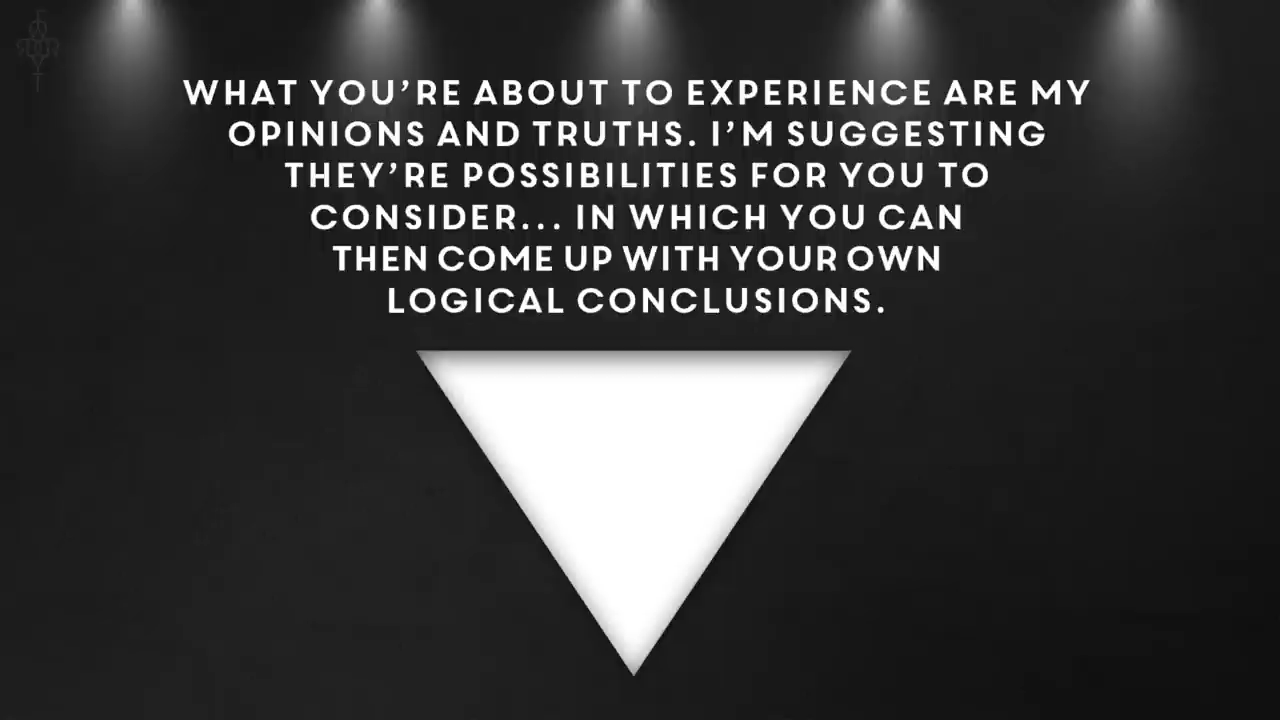 WHAT YOU’RE ABOUT TO EXPERIENCE ARE MY
OPINIONS AND TRUTHS. I’M SUGGESTING
THEY’RE POSSIBILITIES FOR YOU TO
CONSIDER... IN WHICH YOU CAN
THEN COME UP WITH YOUR OWN
LOGICAL CONCLUSIONS.